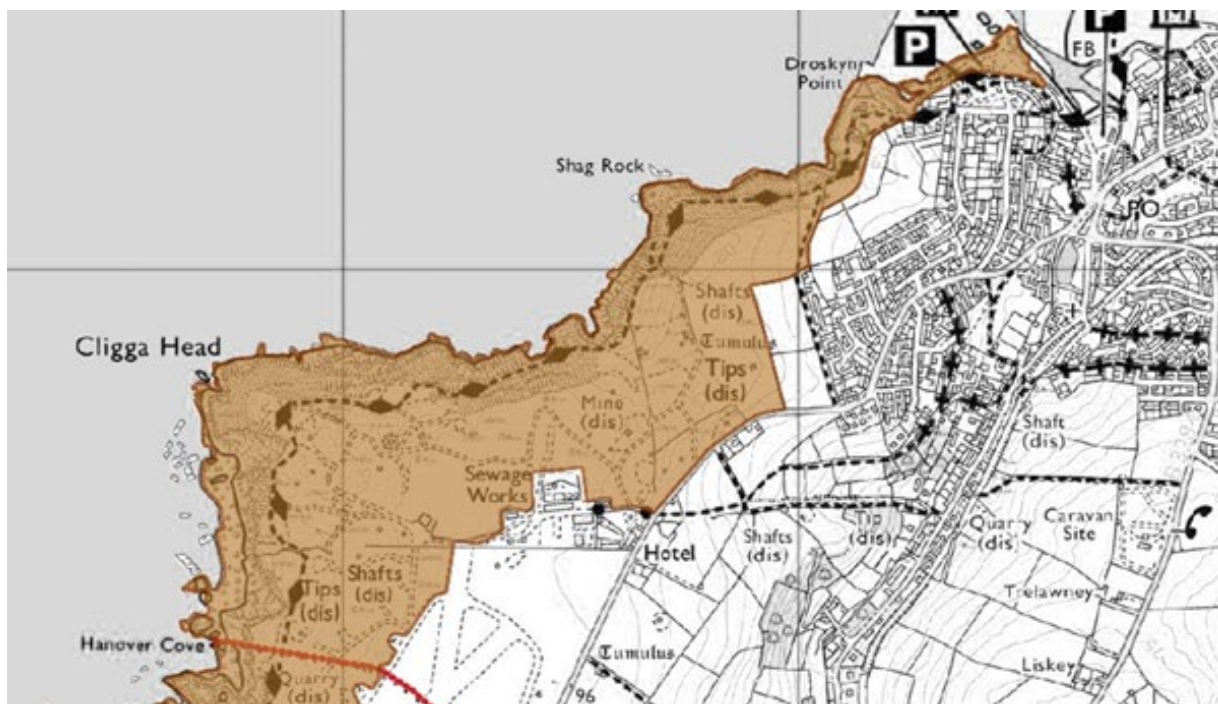 P
P
M
FB
Droskyn
Point
Shag Rock
PO
Shafts
(dis)
Cligga Head
Tumulus
Tips
(dis)
Mine
(dis)
Shaft
(dis)
Sewage
Works
Hotel
Shafts
(dis)
Tip
(dis)
Quarry
(dis)
Caravan
Site
Shafts
(dis)
Tips
(dis)
Trelawney
Hanover Cove
Tumulus
Liskey
Quarry
(dis)
96